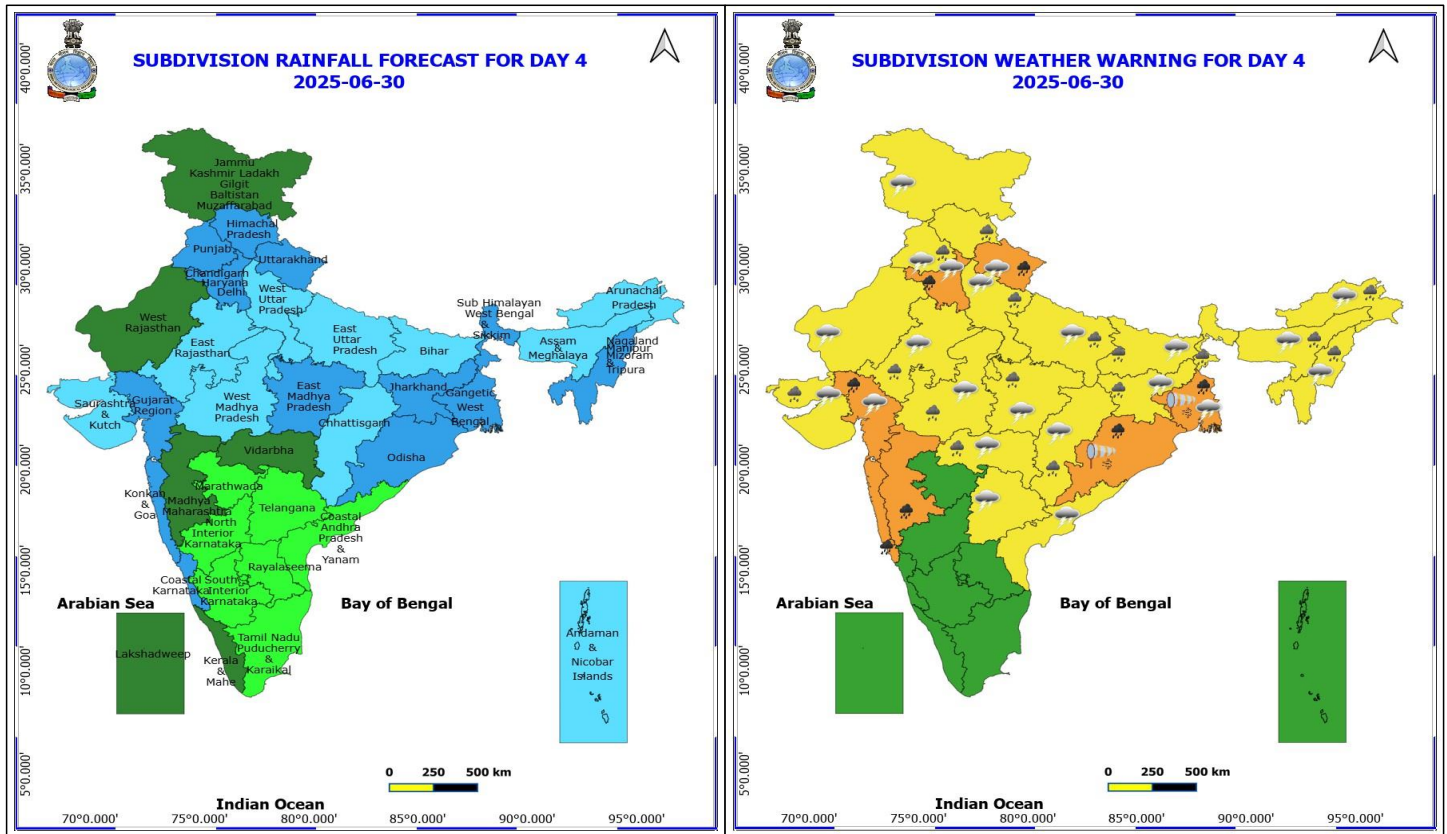 SUBDIVISION RAINFALL FORECAST FOR DAY 4
2025-06-30
40°0.000'
35°0.000'
30°0.000'
25°0.000'
20°0.000'
15°0.000'
10°0.000'
5°0.000'
Jammu
Kashmir Ladakh
Gilgit
Baltistan
Muzaffarabad
Himachal
Pradesh
Punjab
Uttarakhand
Chandigarh
Haryana
Delhi
West
Uttar
Pradesh
West
Rajasthan
East
Rajasthan
East
Uttar
Pradesh
Bihar
Sub Himalayan
West Bengal
&
Sikkim
Arunachal
Pradesh
Assam
&
Meghalaya
Nagaland
Manipur
Mizoram
&
Tripura
Saurashtra
&
Kutch
Gujarat
Region
West
Madhya
Pradesh
East
Madhya
Pradesh
Jharkhand
Gangetic
West
Bengal
Chhattisgarh
Odisha
Vidarbha
Konkan
&
Goa
Madhya
Maharashtra
Marathwada
Telangana
North
Interior
Karnataka
Coastal
Andhra
Pradesh
&
Yanam
Rayalaseema
Coastal
Karnataka
South
Interior
Karnataka
Arabian Sea
Bay of Bengal
Lakshadweep
Kerala
&
Mahe
Tamil Nadu
Puducherry
&
Karaikal
Andaman
&
Nicobar
Islands
0 250 500 km
Indian Ocean
70°0.000' 75°0.000' 80°0.000' 85°0.000' 90°0.000' 95°0.000'
SUBDIVISION WEATHER WARNING FOR DAY 4
2025-06-30
40°0.000'
35°0.000'
30°0.000'
25°0.000'
20°0.000'
15°0.000'
10°0.000'
5°0.000'
Arabian Sea
Bay of Bengal
0 250 500 km
Indian Ocean
70°0.000' 75°0.000' 80°0.000' 85°0.000' 90°0.000' 95°0.000'